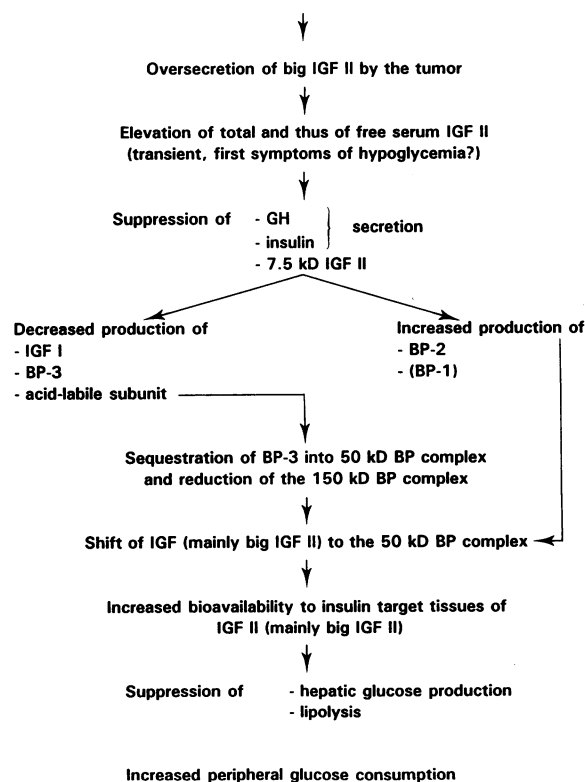 Oversecretion of big IGF II by the tumor
Elevation of total and thus of free serum IGF II
(transient, first symptoms of hypoglycemia?)
Suppression of - GH
- insulin
secretion
- 7.5 kD IGF II
Decreased production of
- IGF I
- BP-3
- acid-labile subunit
Increased production of
- BP-2
- (BP-1)
Sequestration of BP-3 into 50 kD BP complex
and reduction of the 150 kD BP complex
Shift of IGF (mainly big IGF II) to the 50 kD BP complex
Increased bioavailability to insulin target tissues of
IGF II (mainly big IGF II)
Suppression of - hepatic glucose production
- lipolysis
Increased peripheral glucose consumption